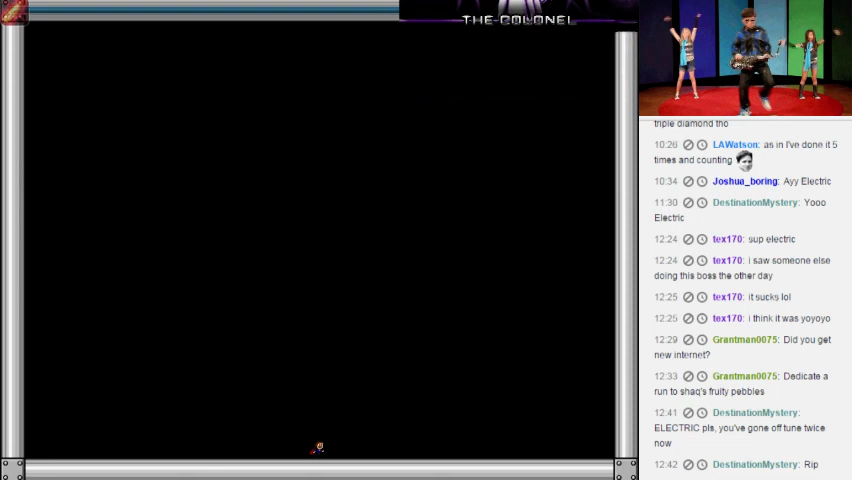 THE COLONEL
triple diamond tho
10:26 LAWatson: as in I've done it 5
times and counting
10:34 Joshua_boring: Ayy Electric
11:30 DestinationMystery: Yooo
Electric
12:24 tex170: sup electric
12:24 tex170: i saw someone else
doing this boss the other day
12:25 tex170: it sucks lol
12:25 tex170: i think it was yoyoyo
12:29 Grantman0075: Did you get
new internet?
12:33 Grantman0075: Dedicate a
run to shaq's fruity pebbles
12:41 DestinationMystery:
ELECTRIC pls, you've gone off tune twice
now
12:42 DestinationMystery: Rip